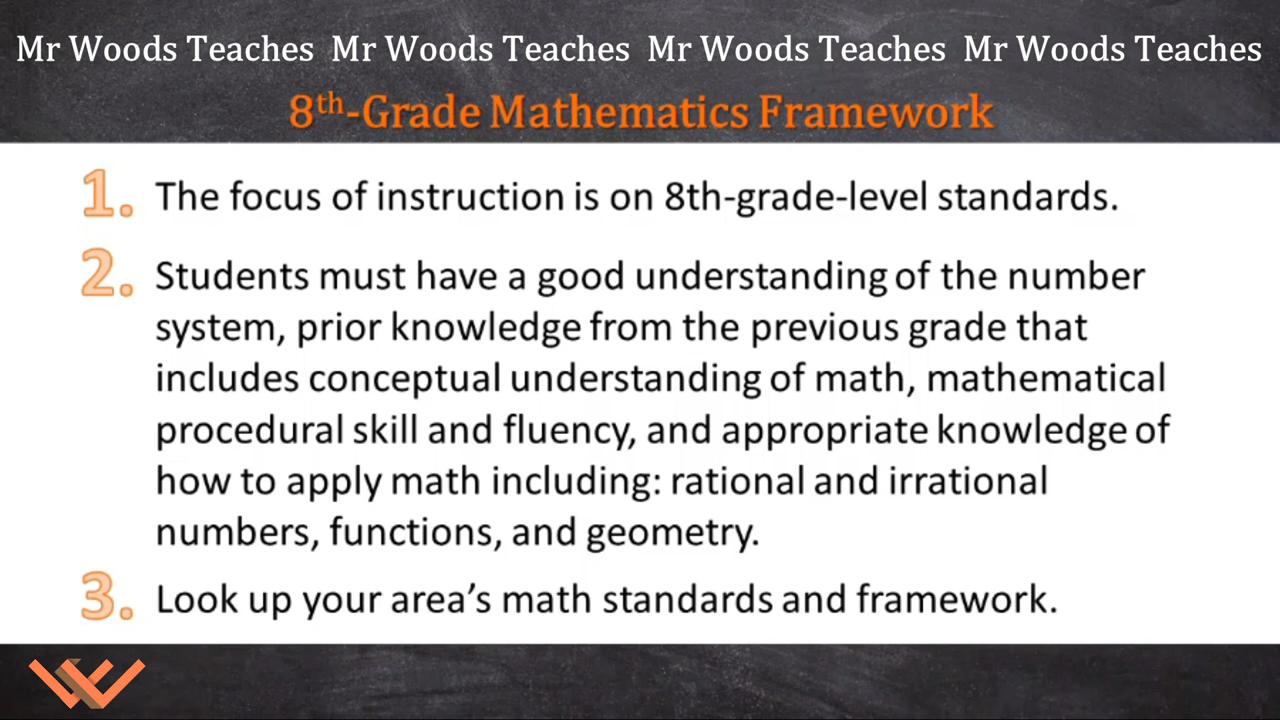 Mr Woods Teaches Mr Woods Teaches Mr Woods Teaches Mr Woods Teaches
8th-Grade Mathematics Framework
1. The focus of instruction is on 8th-grade-level standards.
2. Students must have a good understanding of the number
system, prior knowledge from the previous grade that
includes conceptual understanding of math, mathematical
procedural skill and fluency, and appropriate knowledge of
how to apply math including: rational and irrational
numbers, functions, and geometry.
3. Look up your area’s math standards and framework.